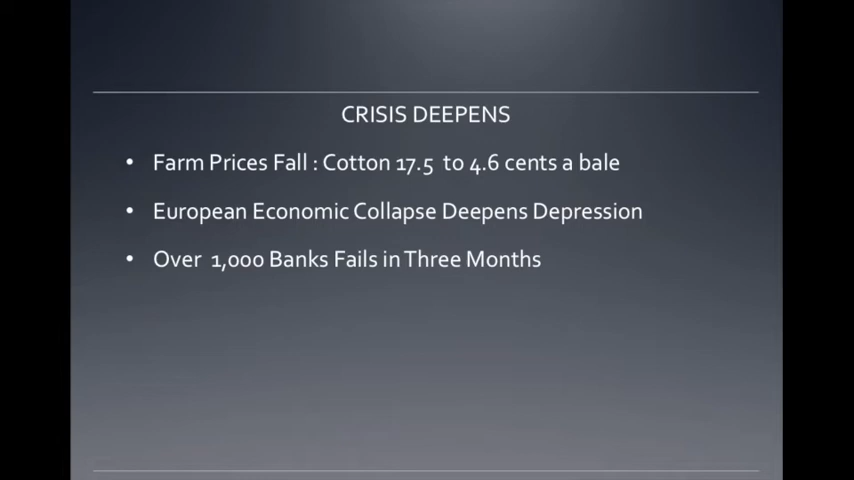 CRISIS DEEPENS
• Farm Prices Fall : Cotton 17.5 to 4.6 cents a bale
• European Economic Collapse Deepens Depression
• Over 1,000 Banks Fails in Three Months